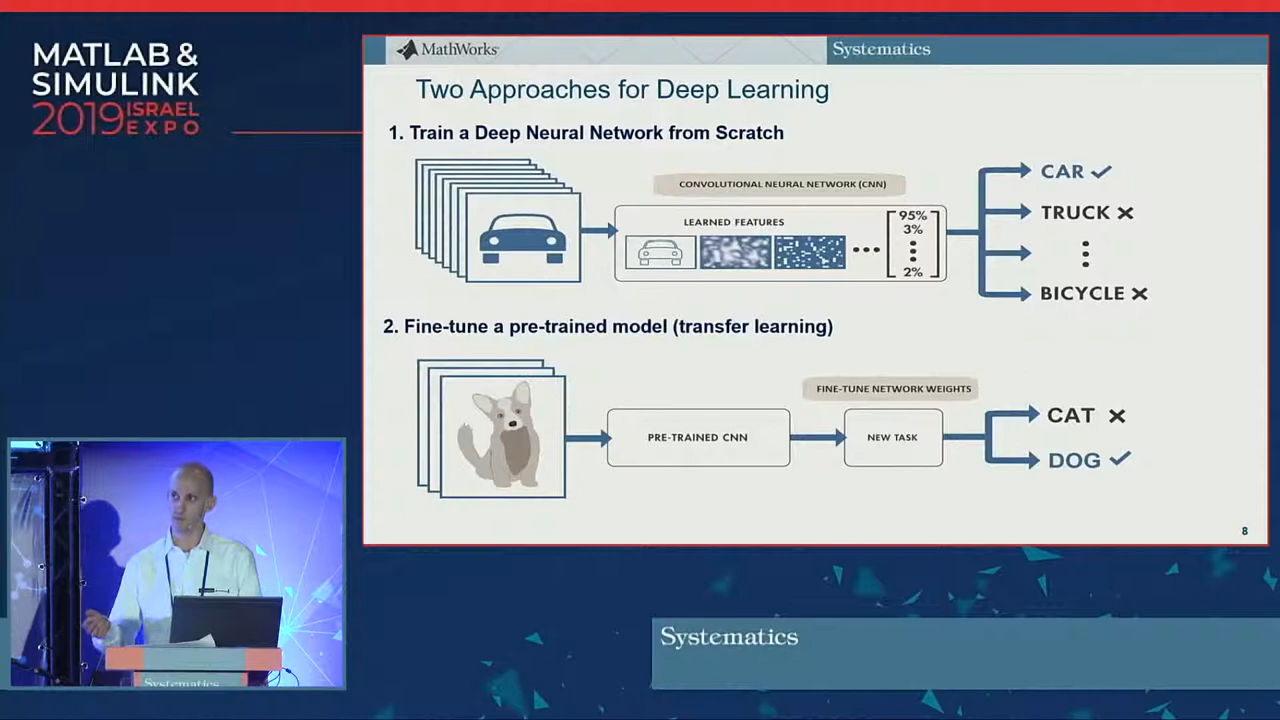 MATLAB &
SIMULINK
2019 ISRAEL EXPO
MathWorks
Systematics
Two Approaches for Deep Learning
1. Train a Deep Neural Network from Scratch
CONVOLUTIONAL NEURAL NETWORK (CNN)
LEARNED FEATURES
95%
3%
2%
CAR
TRUCK
BICYCLE
2. Fine-tune a pre-trained model (transfer learning)
FINE-TUNE NETWORK WEIGHTS
PRE-TRAINED CNN
NEW TASK
CAT
DOG
8
Systematics
Systematics